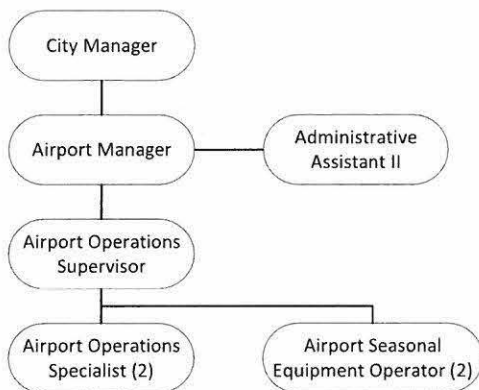 City Manager
Airport Manager
Administrative
Assistant II
Airport Operations
Supervisor
Airport Operations
Specialist (2)
Airport Seasonal
Equipment Operator (2)